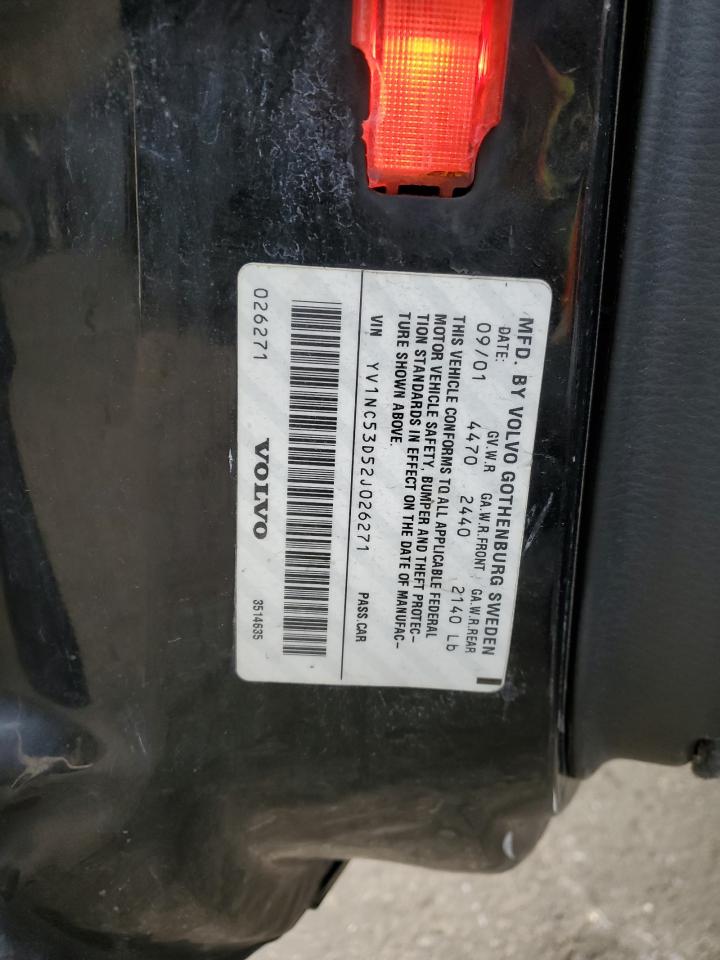 MFD. BY VOLVO GOTHENBURG SWEDEN
DATE: GV.W.R GA.W.R.FRONT GA.W.R.REAR
09/01 4470 2440 2140 Lb
THIS VEHICLE CONFORMS TO ALL APPLICABLE FEDERAL
MOTOR VEHICLE SAFETY, BUMPER AND THEFT PROTEC-
TION STANDARDS IN EFFECT ON THE DATE OF MANUFAC-
TURE SHOWN ABOVE.
VIN YV1NC53D52J026271 PASS.CAR
026271 VOLVO 3514635